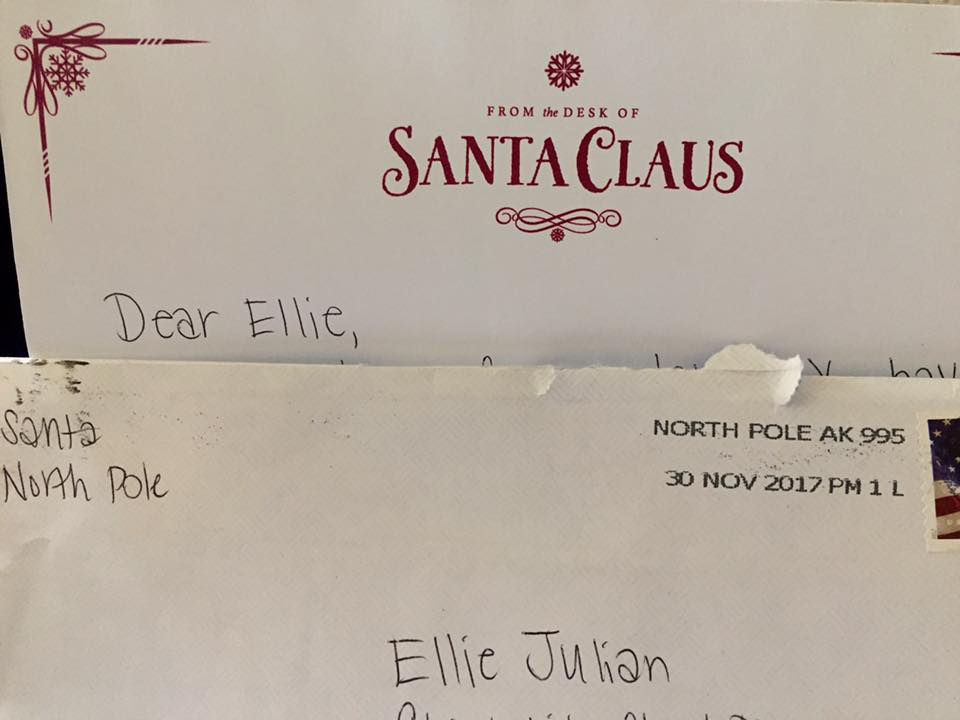 FROM the DESK OF
SANTA CLAUS
Dear Ellie,
Santa
North Pole
NORTH POLE AK 995
30 NOV 2017 PM 1 L
Ellie Julian